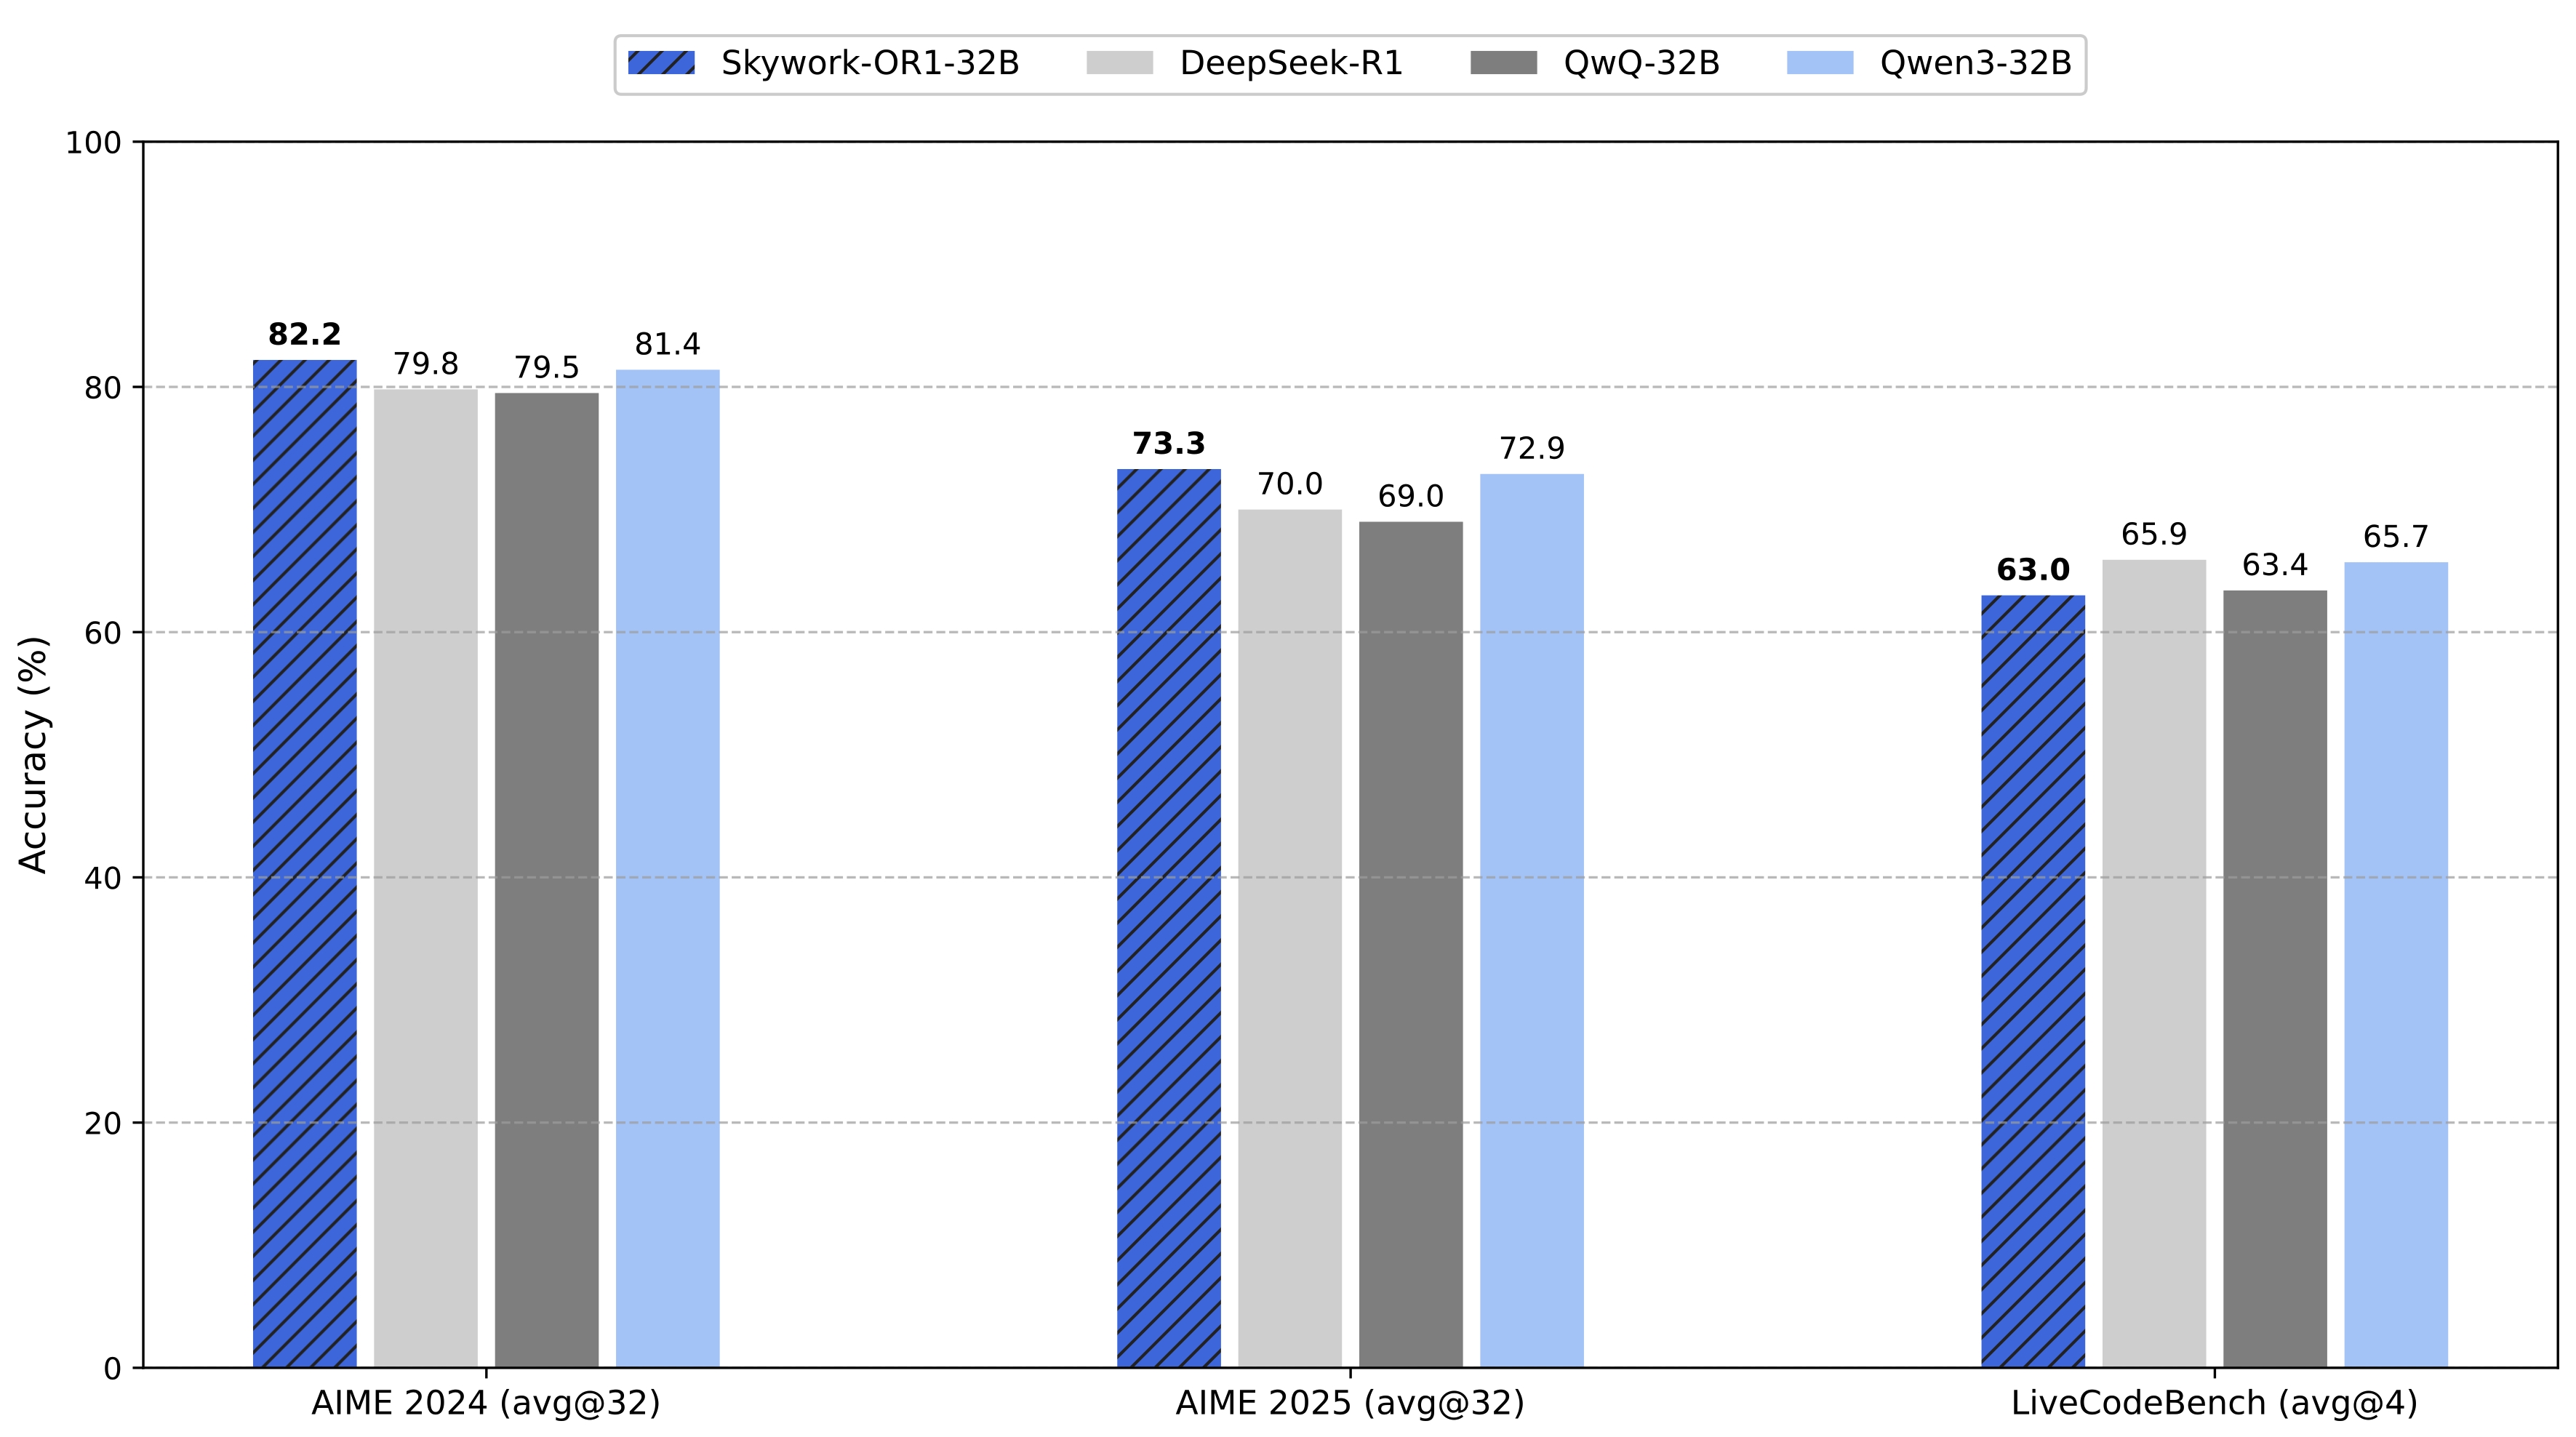 Skywork-OR1-32B DeepSeek-R1 QwQ-32B Qwen3-32B
100
80
60
40
20
0
Accuracy (%)
82.2 79.8 79.5 81.4
73.3 70.0 69.0 72.9
63.0 65.9 63.4 65.7
AIME 2024 (avg@32) AIME 2025 (avg@32) LiveCodeBench (avg@4)